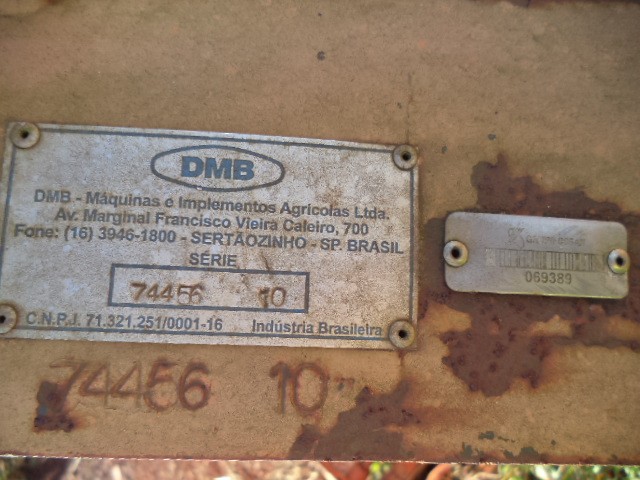 DMB
DMB - Máquinas e Implementos Agrícolas Ltda.
Av. Marginal Francisco Vieira Caleiro, 700
Fone: (16) 3946-1800 - SERTÃOZINHO - SP. BRASIL
SÉRIE
74456 10
C.N.P.J. 71.321.251/0001-16 Indústria Brasileira
74456 10
069389